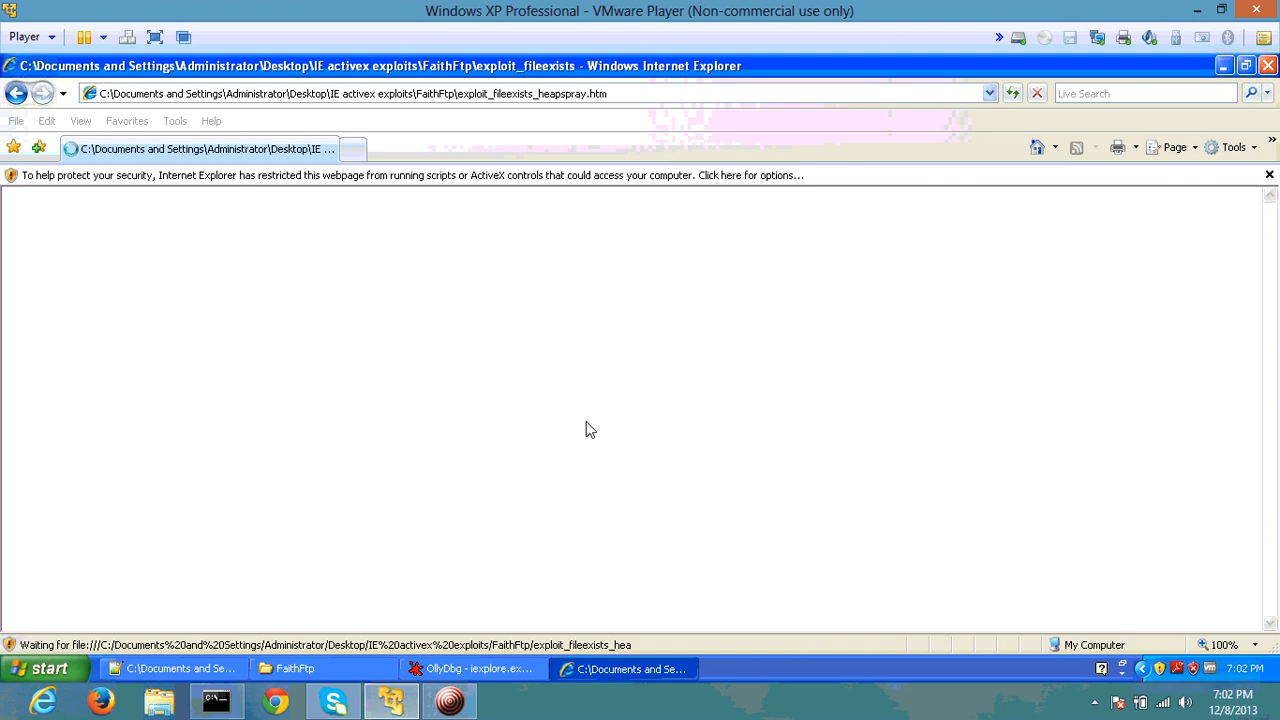 Windows XP Professional - VMware Player (Non-commercial use only)
Player
C:\Documents and Settings\Administrator\Desktop\IE activex exploits\FaithFtp\exploit_fileexists - Windows Internet Explorer
C:\Documents and Settings\Administrator\Desktop\IE activex exploits\FaithFtp\exploit_fileexists_heapspray.htm
Live Search
File Edit View Favorites Tools Help
C:\Documents and Settings\Administrator\Desktop\IE ...
Page Tools
To help protect your security, Internet Explorer has restricted this webpage from running scripts or ActiveX controls that could access your computer. Click here for options...
Waiting for file:///C:/Documents%20and%20Settings/Administrator/Desktop/IE%20activex%20exploits/FaithFtp/exploit_fileexists_hea
My Computer
100%
start
C:\Documents and Se...
FaithFtp
OllyDbg - iexplore.ex...
C:\Documents and Se...
7:02 PM
7:02 PM
12/8/2013